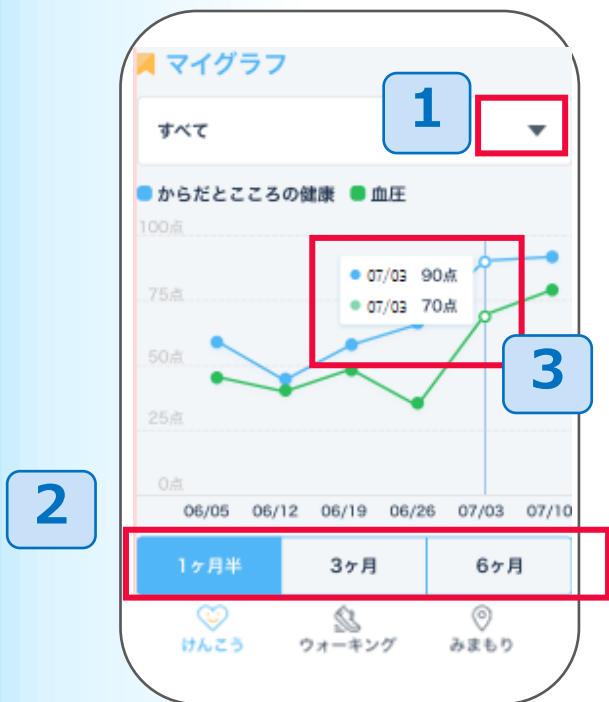 マイグラフ
1
すべて
からだとこころの健康 血圧
100点
07/03 90点
75点
07/03 70点
50点
3
25点
0点
2
06/05 06/12 06/19 06/26 07/03 07/10
1ヶ月半 3ヶ月 6ヶ月
けんこう ウォーキング みまもり